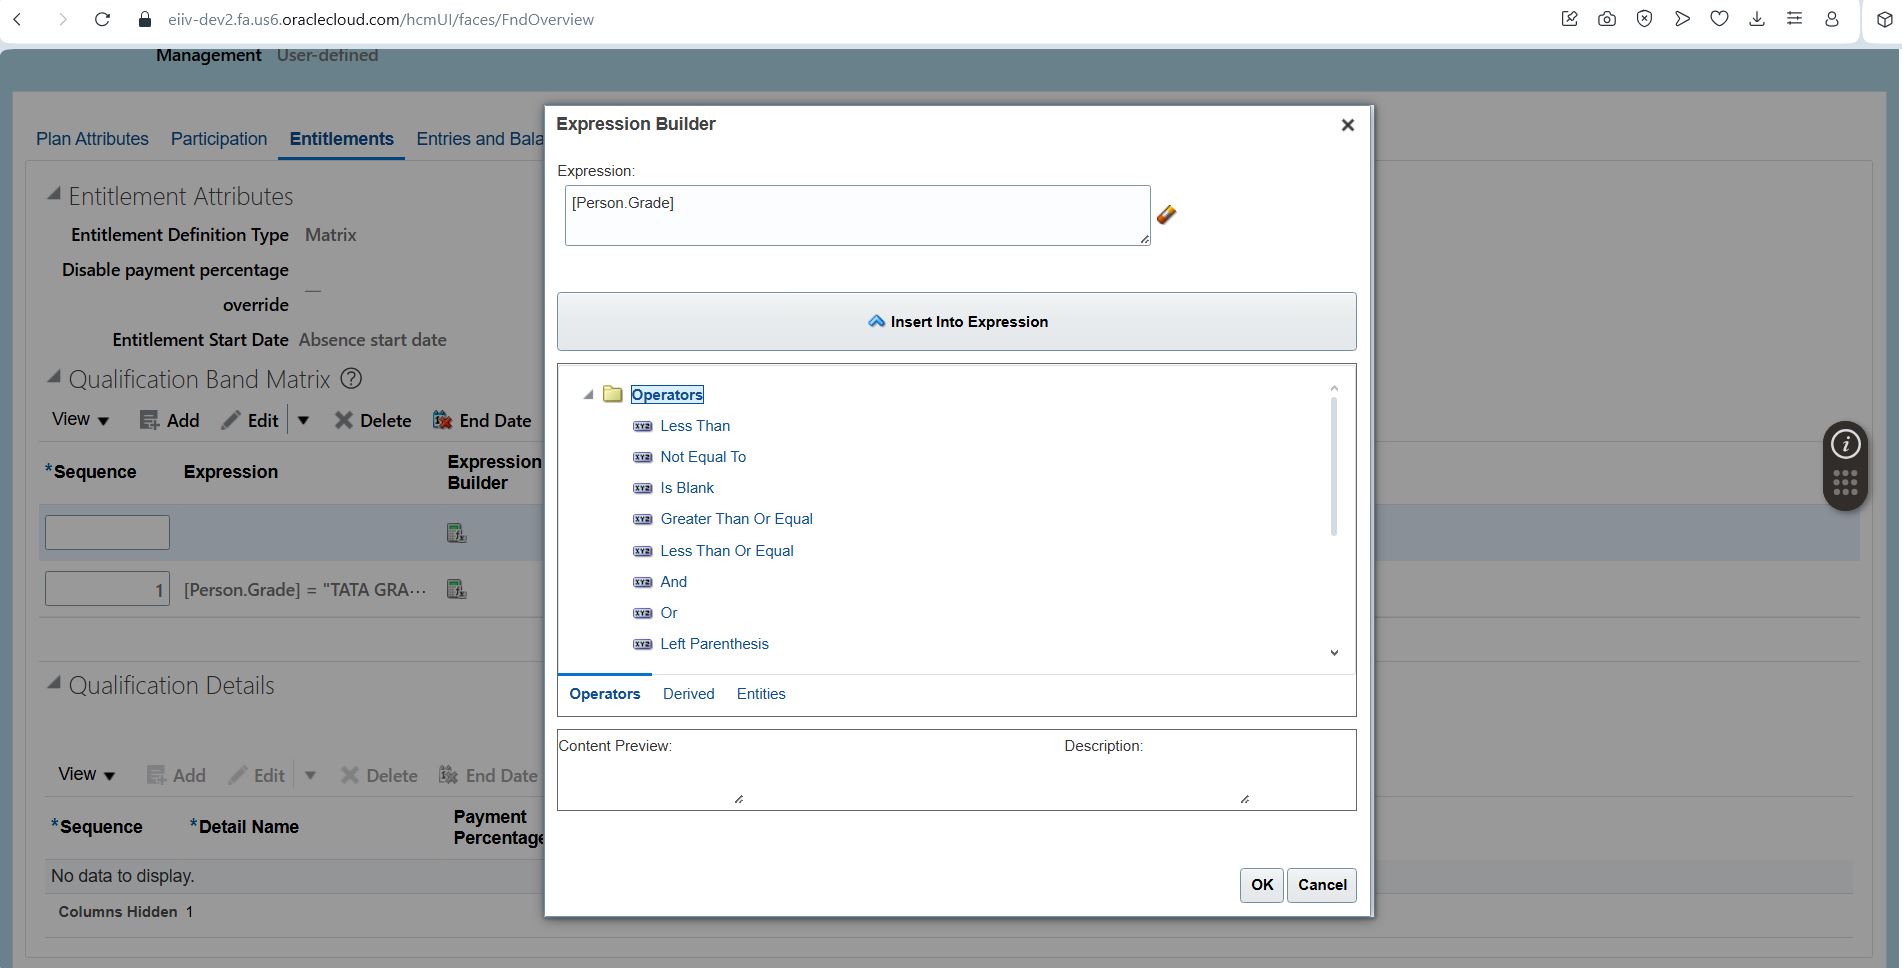 eiiv-dev2.fa.us6.oraclecloud.com/hcmUI/faces/FndOverview
Management User-defined
Plan Attributes Participation Entitlements Entries and Bala
Entitlement Attributes
Entitlement Definition Type Matrix
Disable payment percentage
override —
Entitlement Start Date Absence start date
Qualification Band Matrix ?
View Add Edit Delete End Date
*Sequence Expression Expression
Builder
1 [Person.Grade] = "TATA GRA···
Qualification Details
View Add Edit Delete End Date
*Sequence *Detail Name Payment
Percentage
No data to display.
Columns Hidden 1
Expression Builder
Expression:
[Person.Grade]
Insert Into Expression
Operators
Less Than
Not Equal To
Is Blank
Greater Than Or Equal
Less Than Or Equal
And
Or
Left Parenthesis
Operators Derived Entities
Content Preview: Description:
OK Cancel